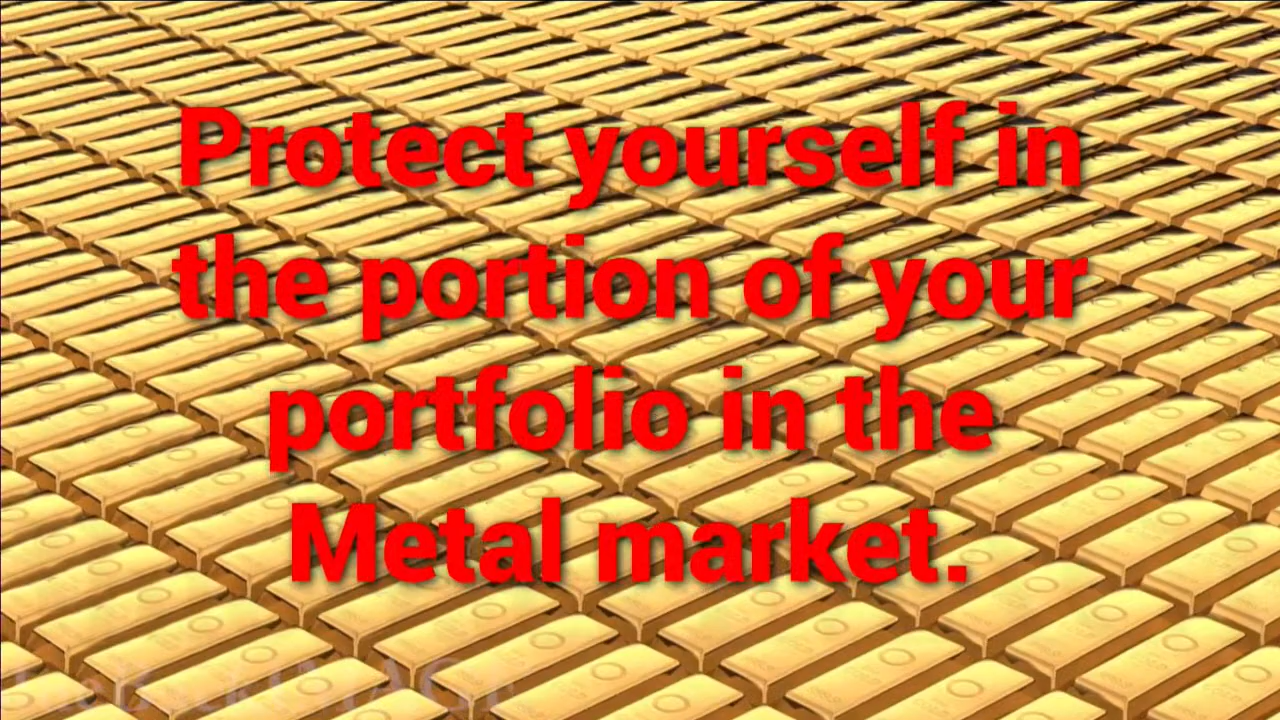 Protect yourself in
the portion of your
portfolio in the
Metal market.